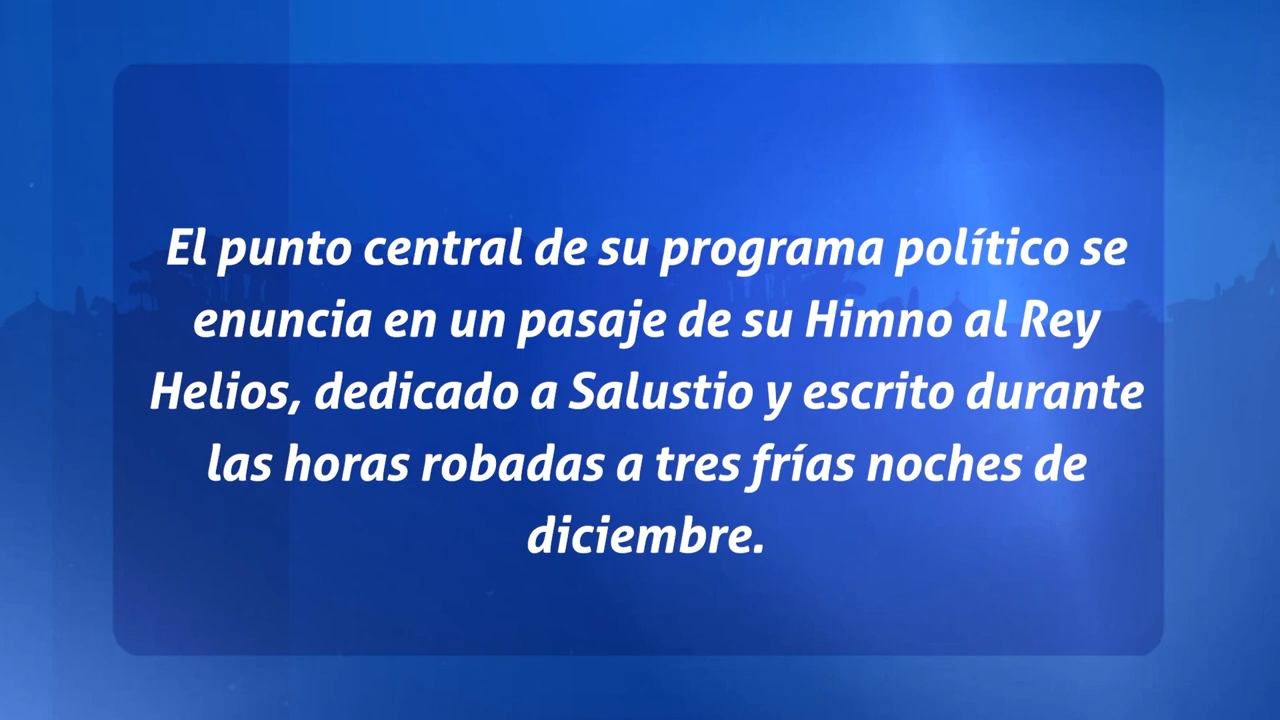 El punto central de su programa político se
enuncia en un pasaje de su Himno al Rey
Helios, dedicado a Salustio y escrito durante
las horas robadas a tres frías noches de
diciembre.